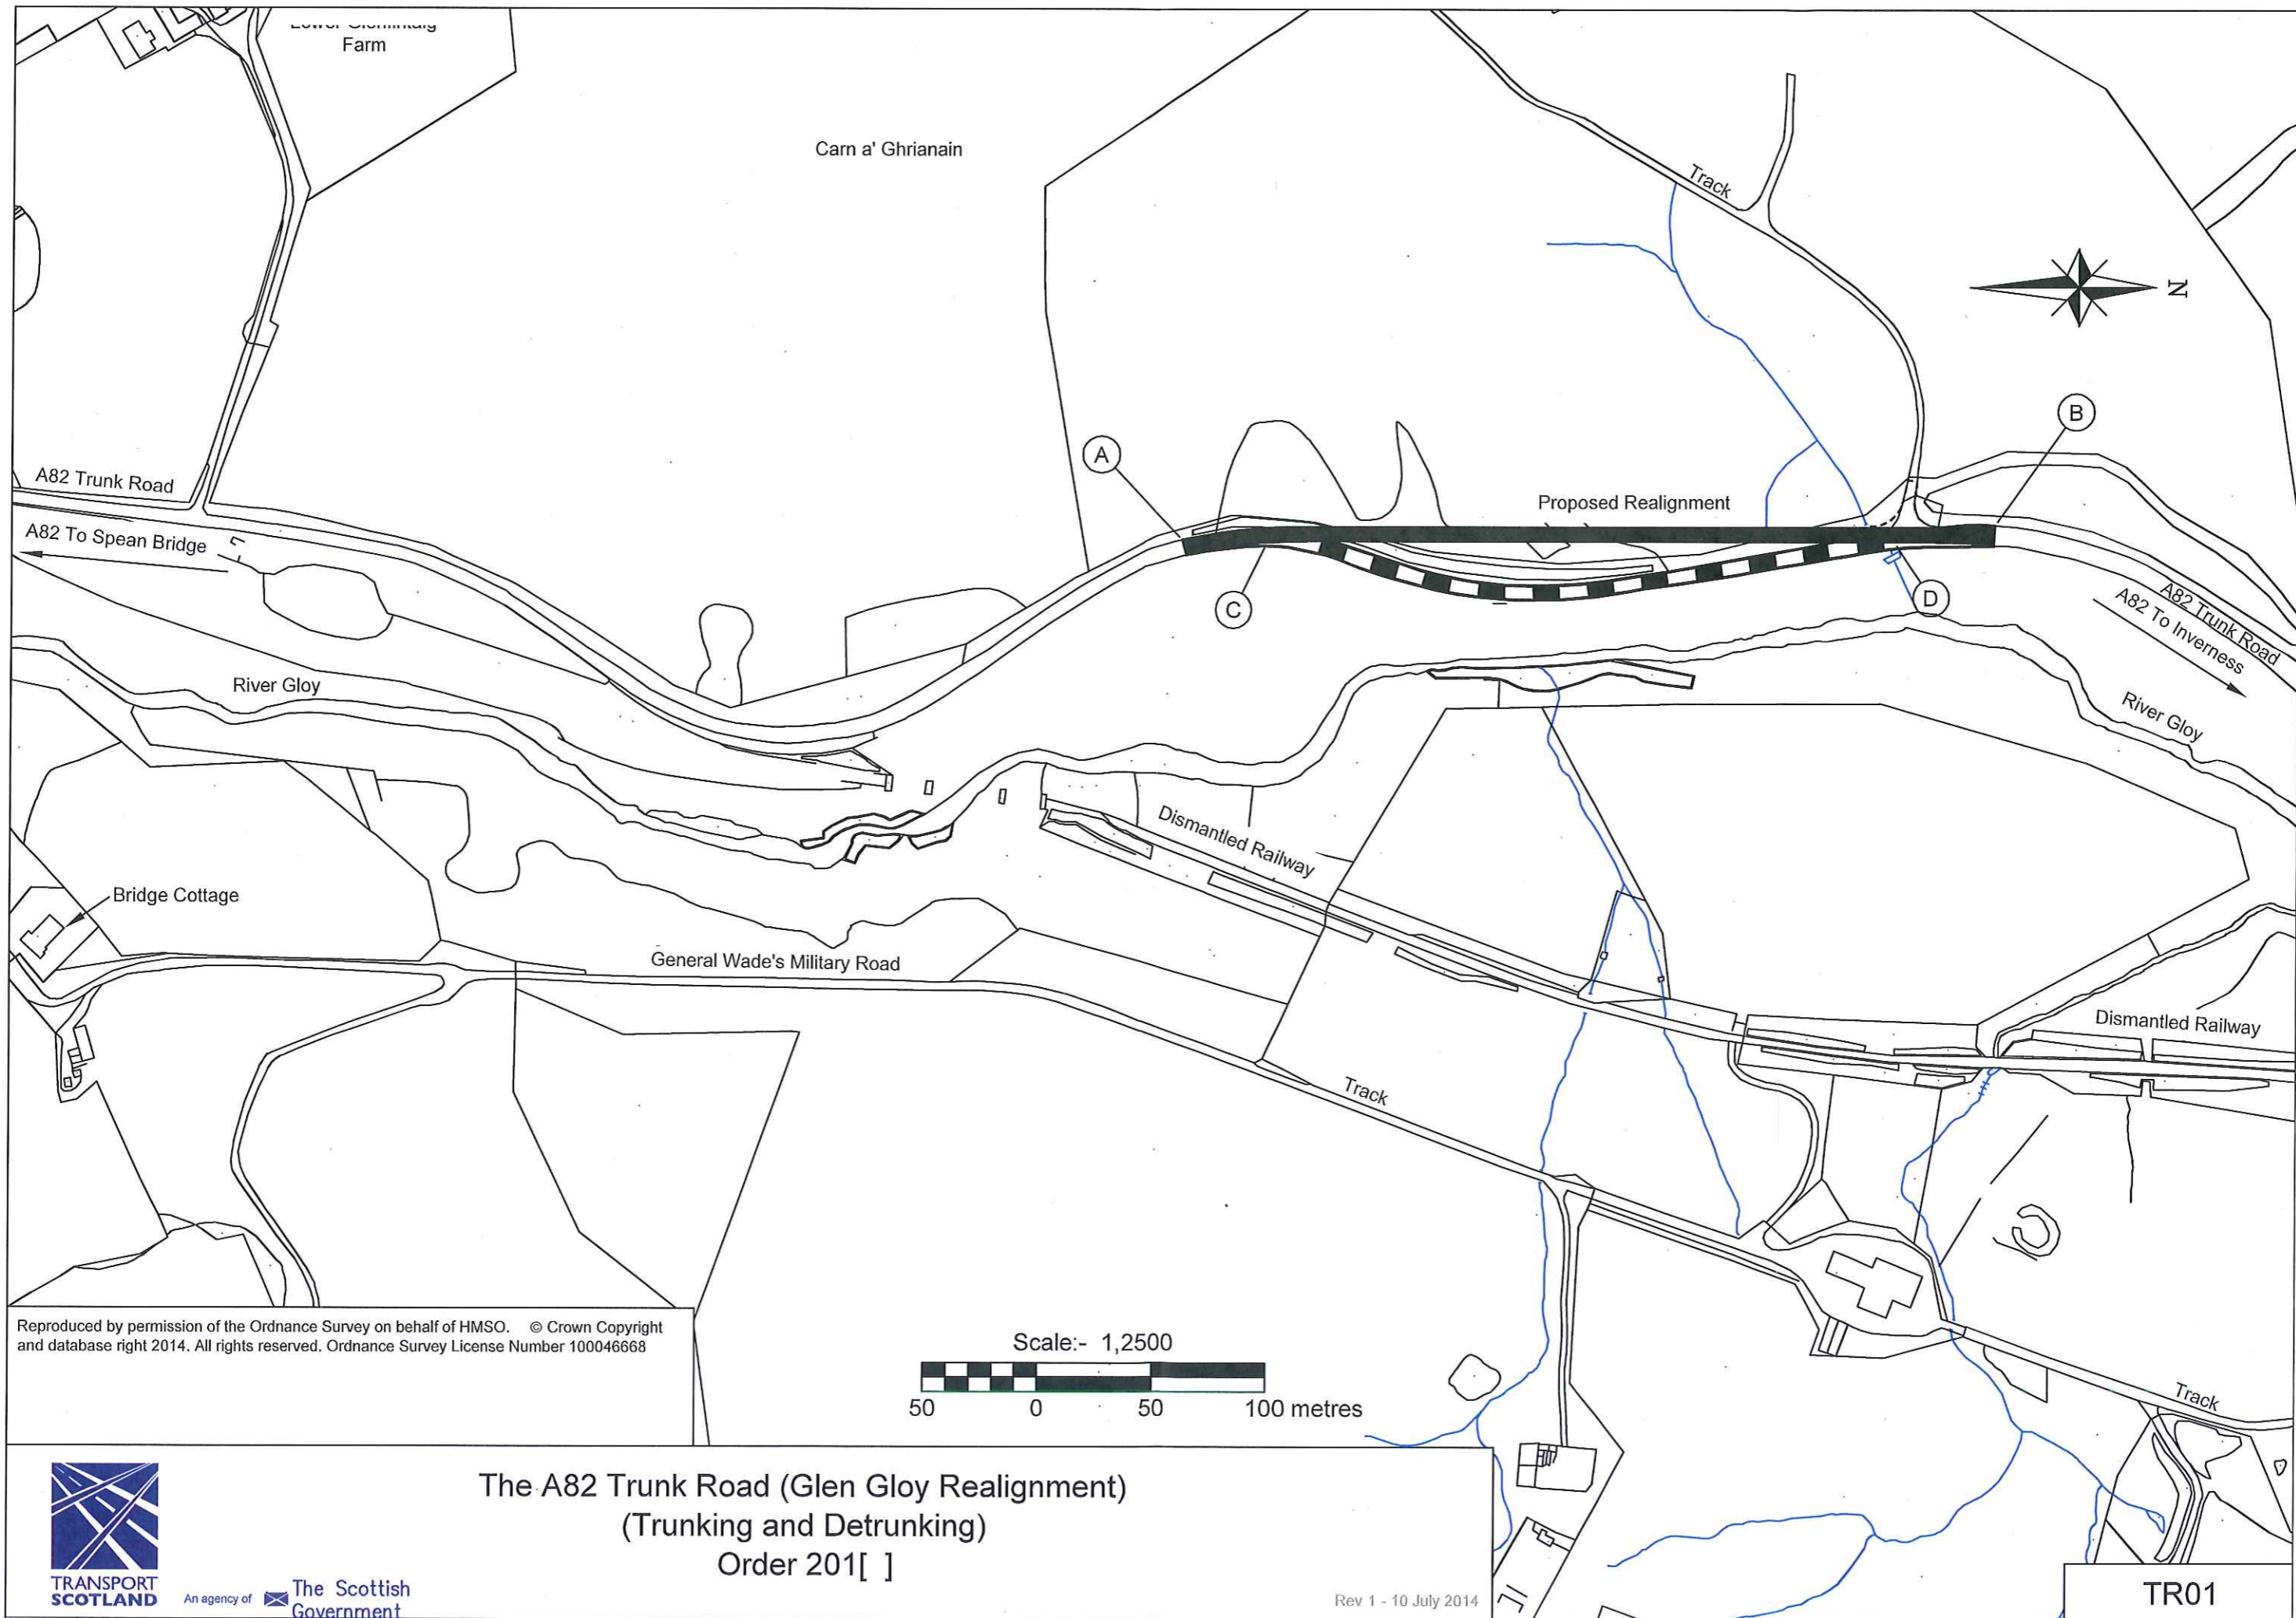 Farm
Carn a' Ghrianain
Track
N
B
A
A82 Trunk Road
Proposed Realignment
A82 To Spean Bridge
C
D
A82 Trunk Road
A82 To Inverness
River Gloy
River Gloy
Dismantled Railway
Bridge Cottage
General Wade's Military Road
Dismantled Railway
Track
Reproduced by permission of the Ordnance Survey on behalf of HMSO. © Crown Copyright
and database right 2014. All rights reserved. Ordnance Survey License Number 100046668
Scale:- 1,2500
50 0 50 100 metres
Track
The A82 Trunk Road (Glen Gloy Realignment)
(Trunking and Detrunking)
Order 201[ ]
TRANSPORT
SCOTLAND
An agency of The Scottish
Government
Rev 1 - 10 July 2014
TR01